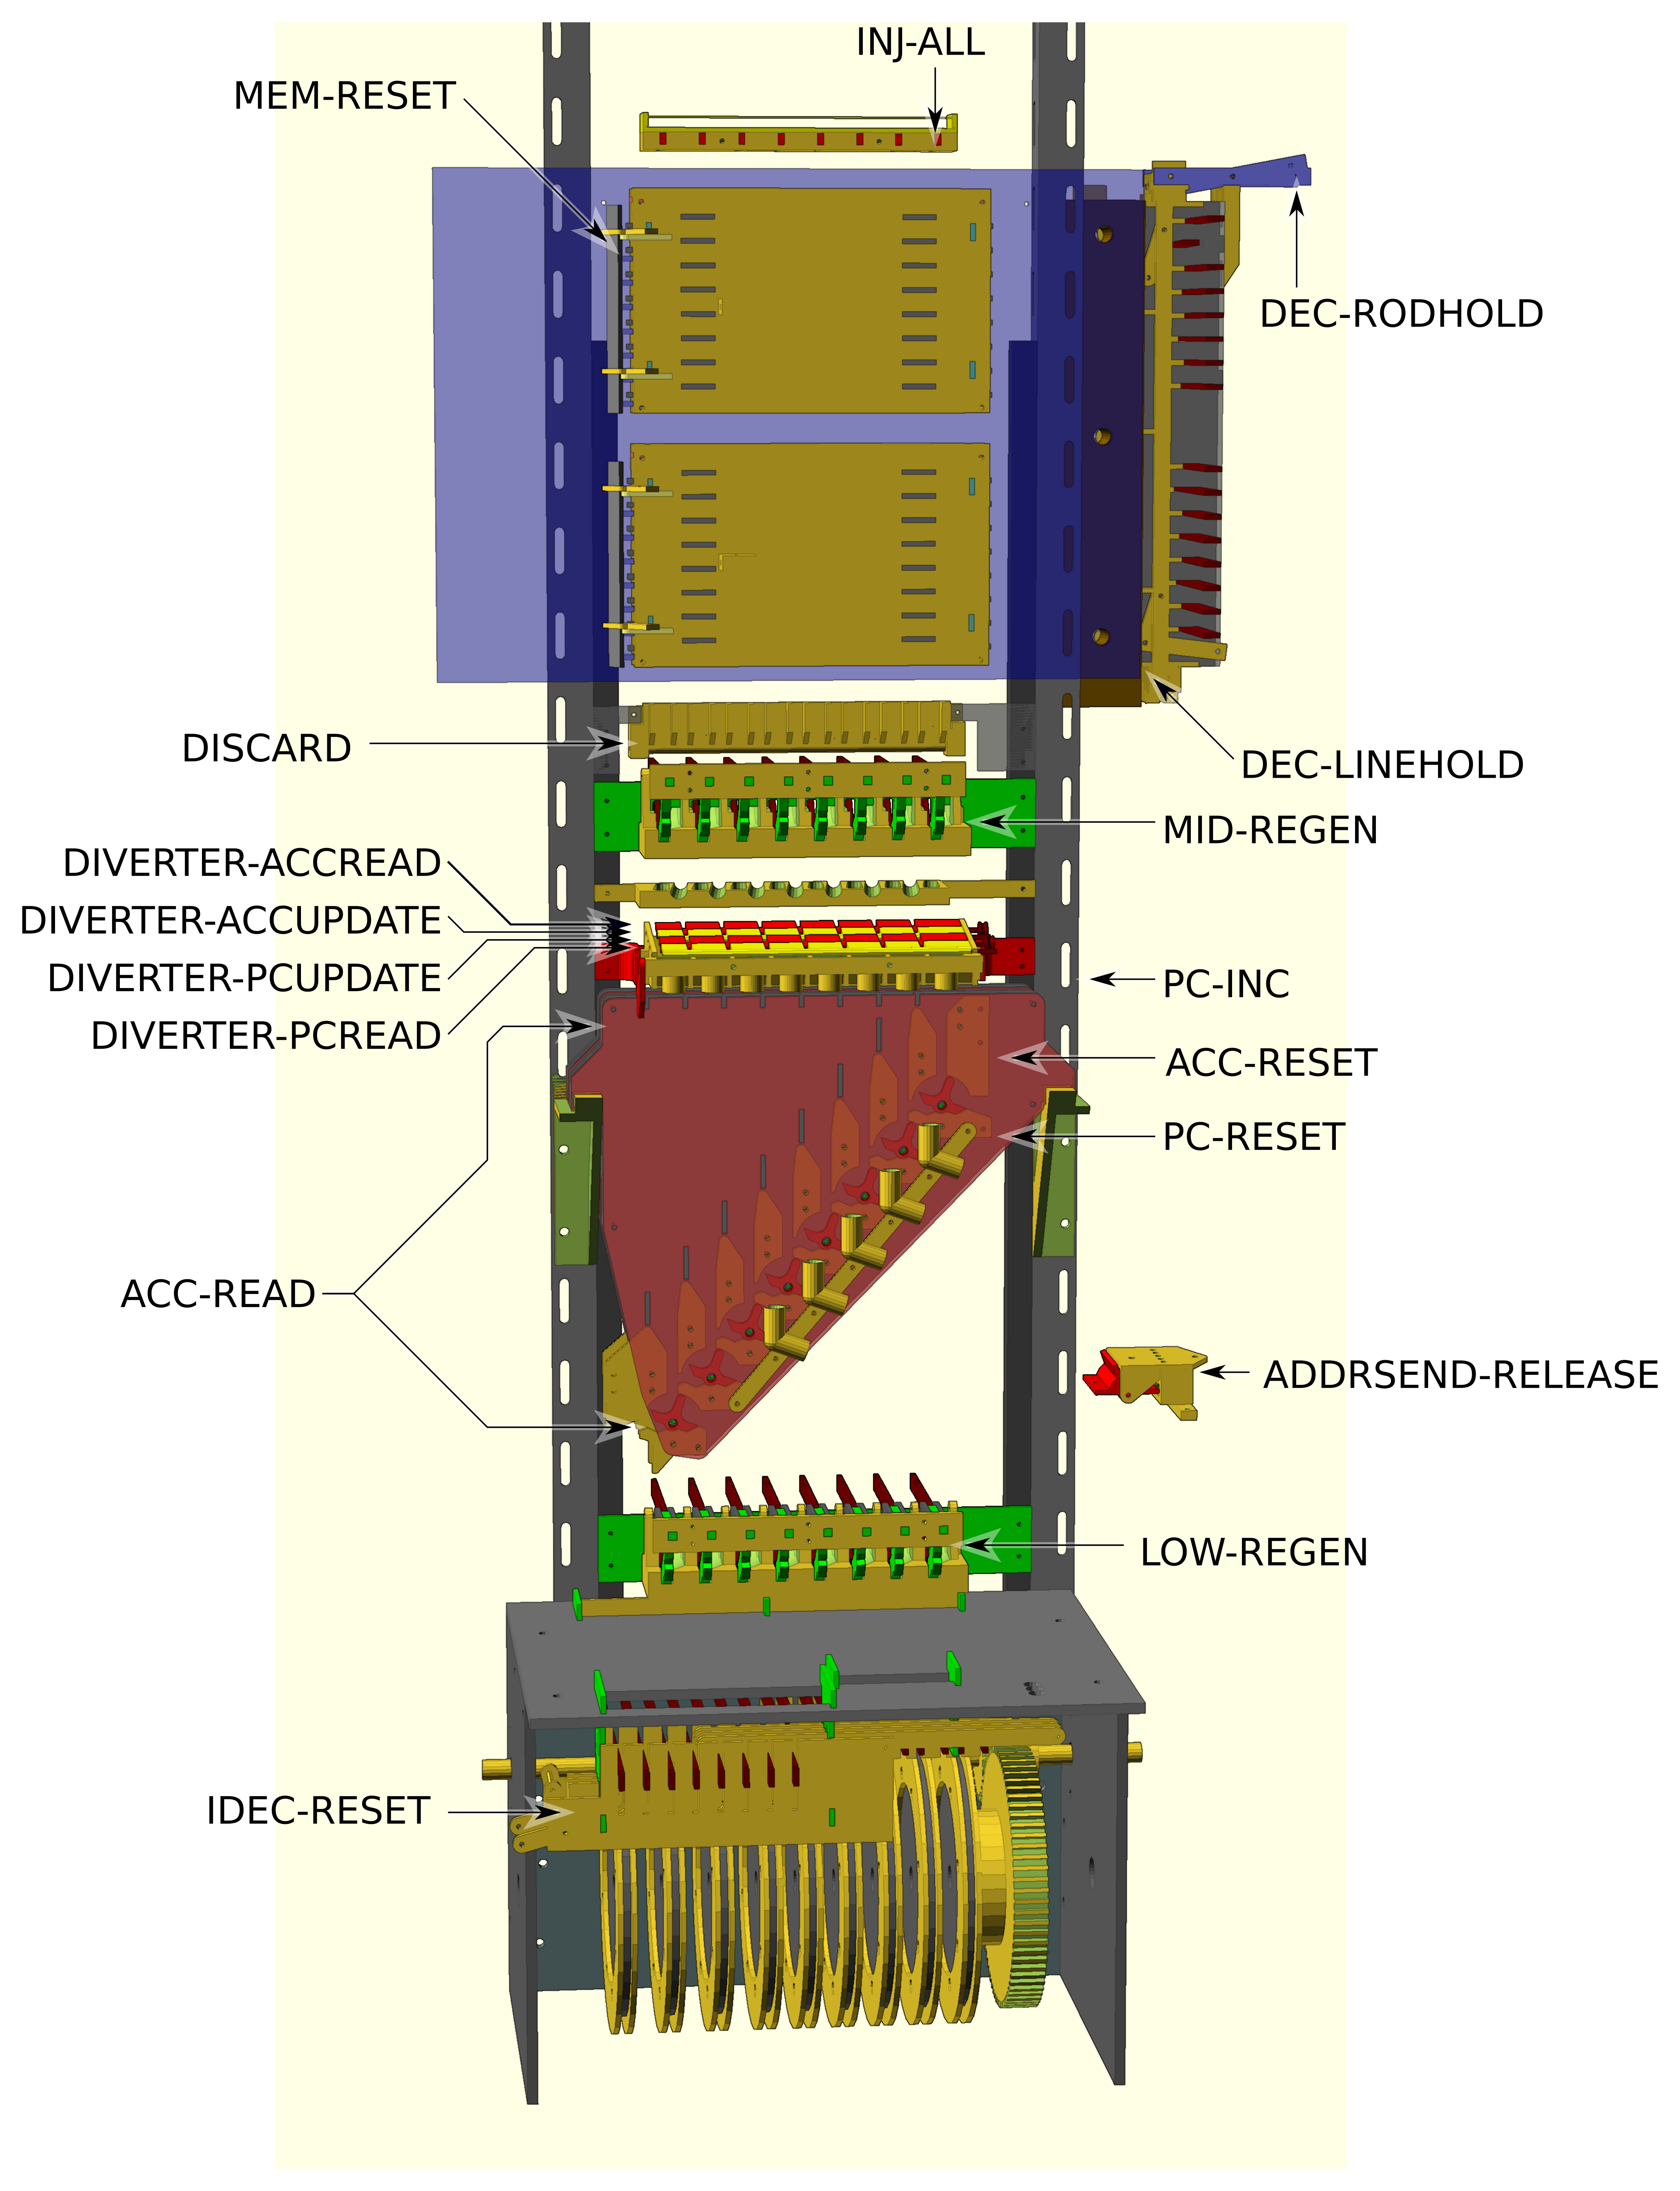 INJ-ALL
MEM-RESET
DEC-RODHOLD
DISCARD
DEC-LINEHOLD
MID-REGEN
DIVERTER-ACCREAD
DIVERTER-ACCUPDATE
DIVERTER-PCUPDATE
PC-INC
DIVERTER-PCREAD
ACC-RESET
PC-RESET
ACC-READ
ADDRSEND-RELEASE
LOW-REGEN
IDEC-RESET